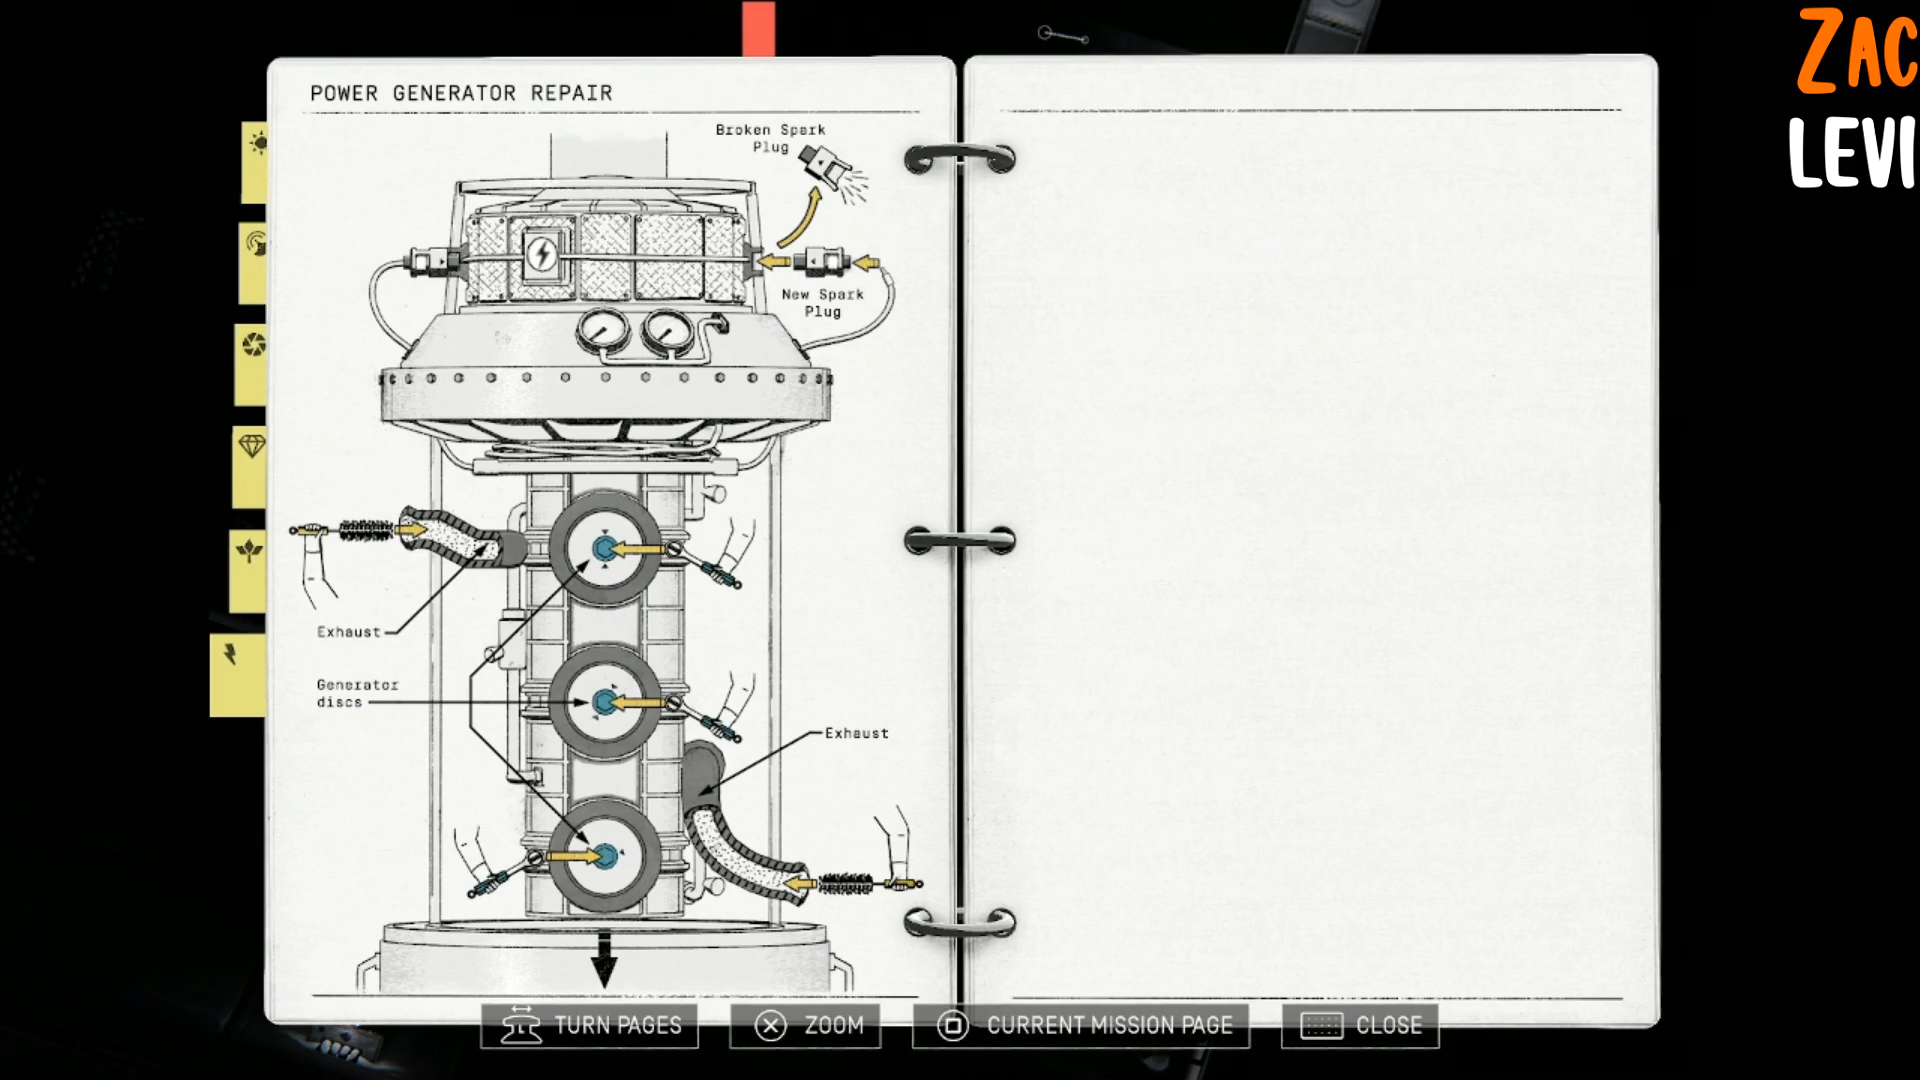 ZAC
LEVI
POWER GENERATOR REPAIR
Broken Spark
Plug
New Spark
Plug
Exhaust
Generator
discs
Exhaust
TURN PAGES
ZOOM
CURRENT MISSION PAGE
CLOSE